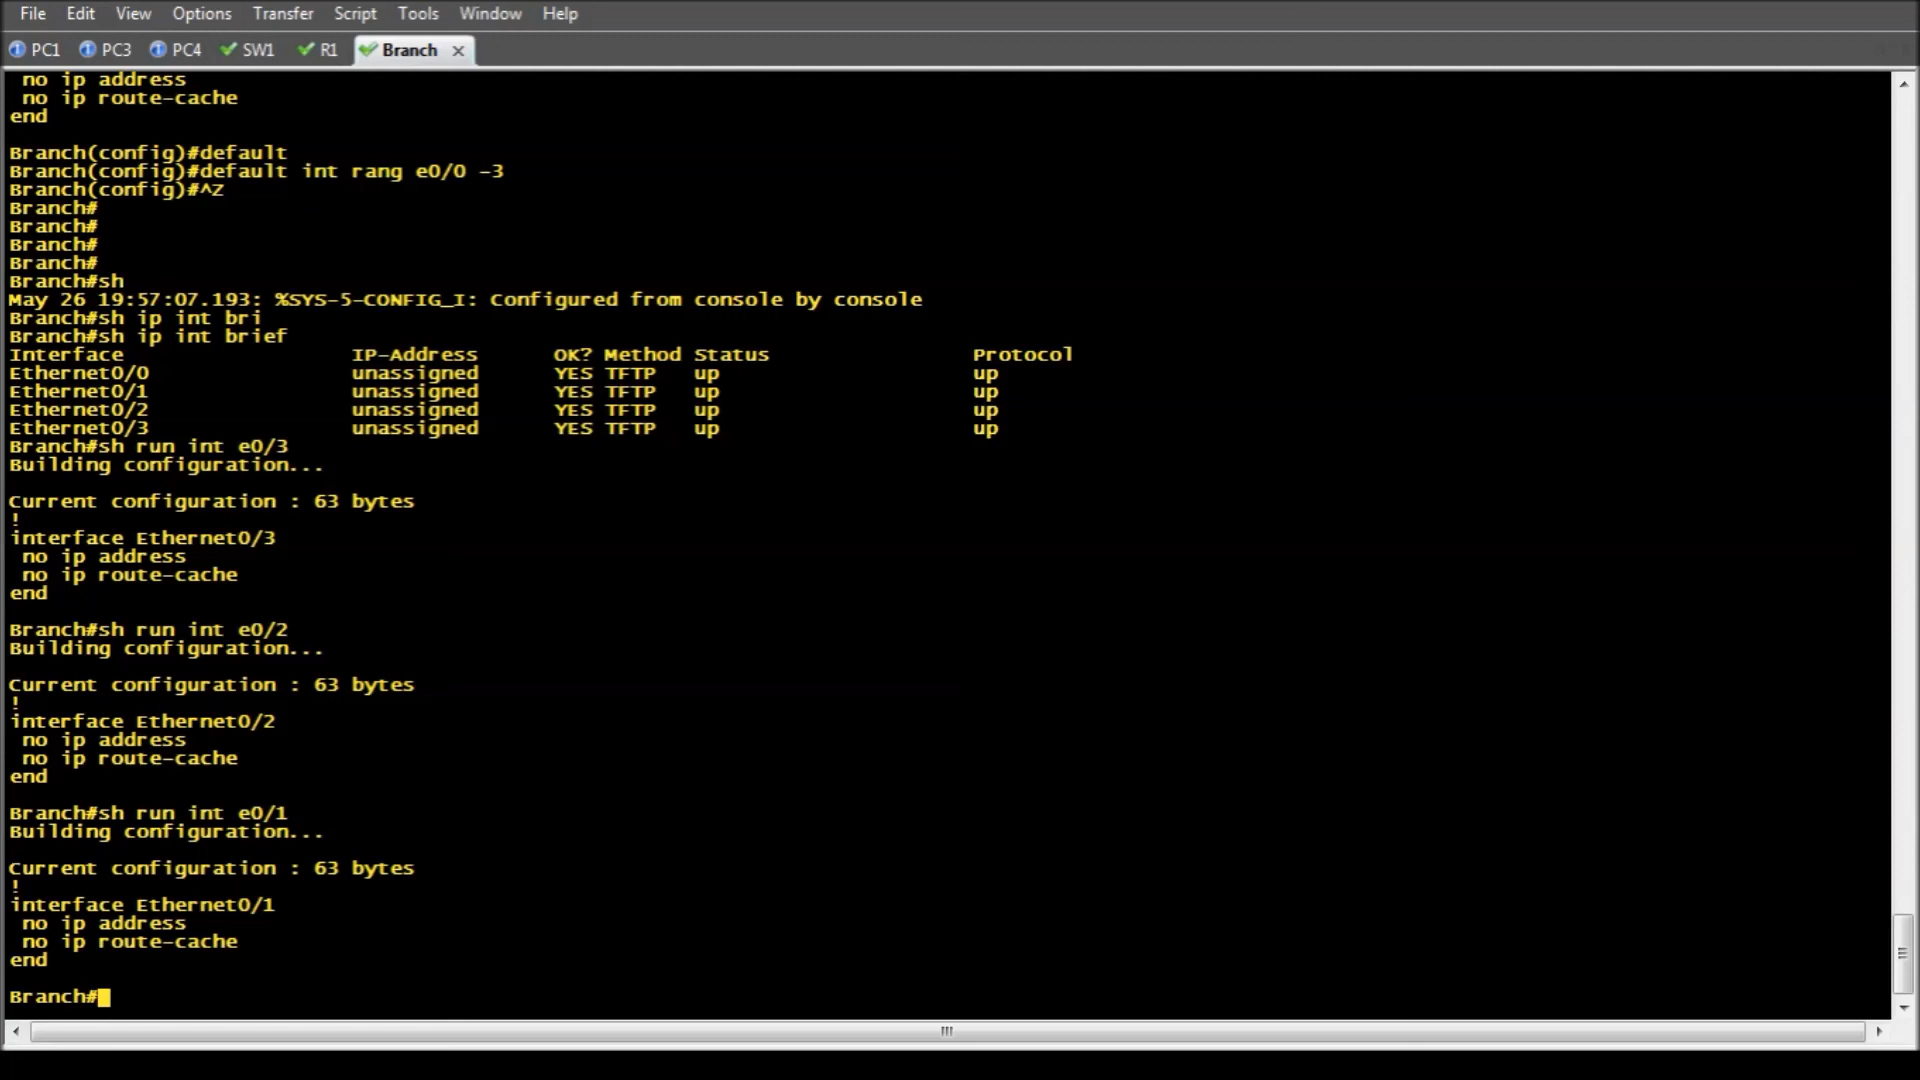 File Edit View Options Transfer Script Tools Window Help
PC1 PC3 PC4 SW1 R1 Branch
no ip address
no ip route-cache
end
Branch(config)#default
Branch(config)#default int rang e0/0 -3
Branch(config)#^Z
Branch#
Branch#
Branch#
Branch#
Branch#sh
May 26 19:57:07.193: %SYS-5-CONFIG_I: Configured from console by console
Branch#sh ip int bri
Branch#sh ip int brief
Interface IP-Address OK? Method Status Protocol
Ethernet0/0 unassigned YES TFTP up up
Ethernet0/1 unassigned YES TFTP up up
Ethernet0/2 unassigned YES TFTP up up
Ethernet0/3 unassigned YES TFTP up up
Branch#sh run int e0/3
Building configuration...
Current configuration : 63 bytes
!
interface Ethernet0/3
no ip address
no ip route-cache
end
Branch#sh run int e0/2
Building configuration...
Current configuration : 63 bytes
!
interface Ethernet0/2
no ip address
no ip route-cache
end
Branch#sh run int e0/1
Building configuration...
Current configuration : 63 bytes
!
interface Ethernet0/1
no ip address
no ip route-cache
end
Branch#